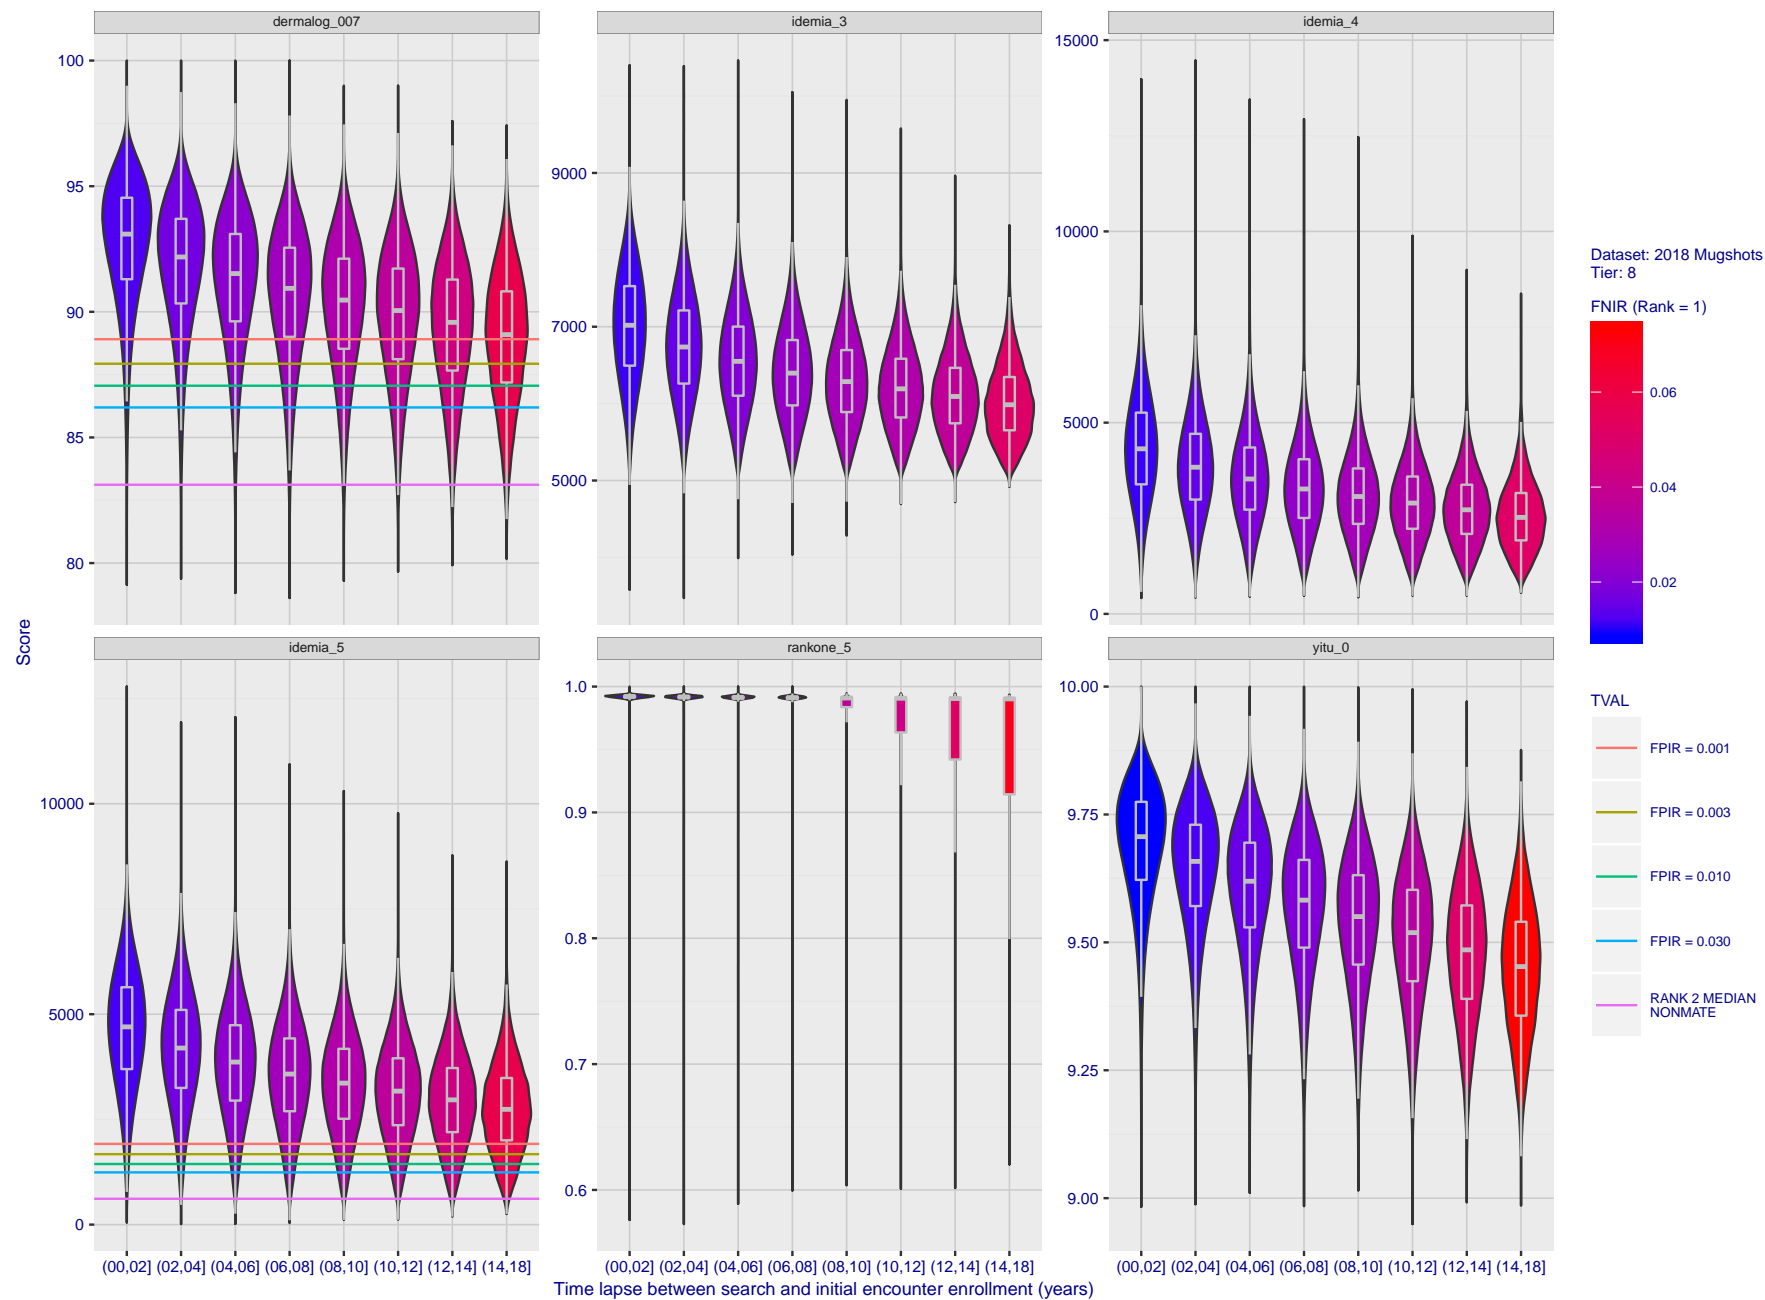 dermalog_007
idemia_3
idemia_4
100
95
90
85
80
9000
7000
5000
15000
10000
5000
0
Score
idemia_5
rankone_5
yitu_0
10000
5000
0
1.0
0.9
0.8
0.7
0.6
10.00
9.75
9.50
9.25
9.00
(00,02] (02,04] (04,06] (06,08] (08,10] (10,12] (12,14] (14,18]
(00,02] (02,04] (04,06] (06,08] (08,10] (10,12] (12,14] (14,18]
(00,02] (02,04] (04,06] (06,08] (08,10] (10,12] (12,14] (14,18]
Time lapse between search and initial encounter enrollment (years)
Dataset: 2018 Mugshots
Tier: 8
FNIR (Rank = 1)
0.06
0.04
0.02
TVAL
FPIR = 0.001
FPIR = 0.003
FPIR = 0.010
FPIR = 0.030
RANK 2 MEDIAN
NONMATE